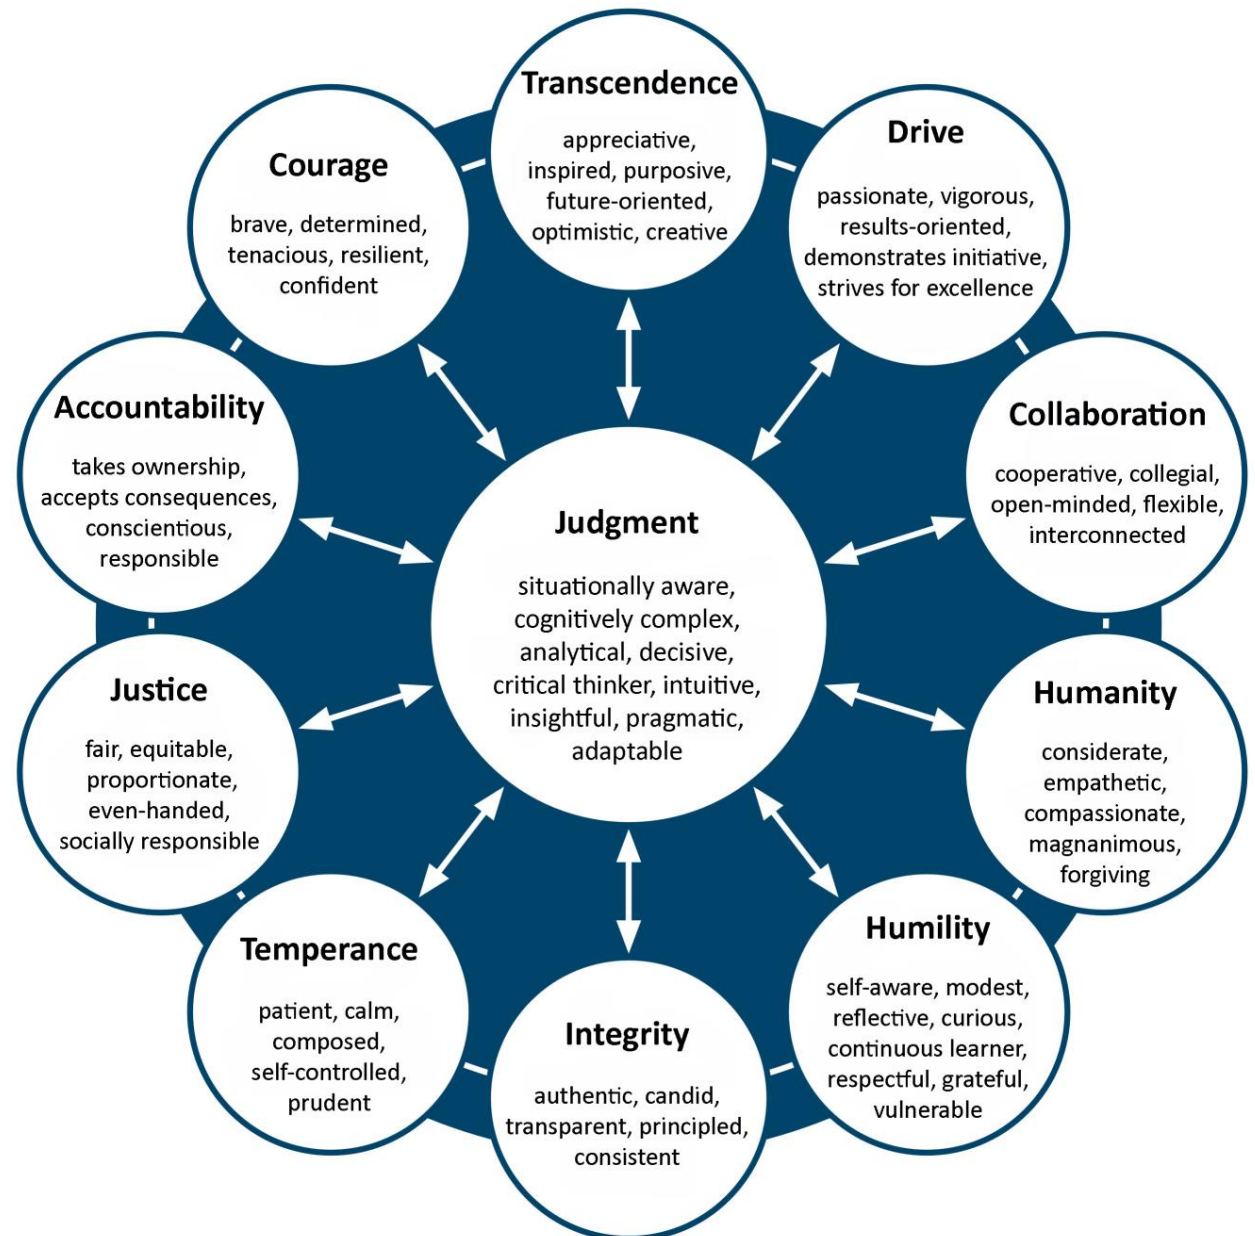 Transcendence
appreciative,
inspired, purposive,
future-oriented,
optimistic, creative
Drive
passionate, vigorous,
results-oriented,
demonstrates initiative,
strives for excellence
Collaboration
cooperative, collegial,
open-minded, flexible,
interconnected
Humanity
considerate,
empathetic,
compassionate,
magnanimous,
forgiving
Humility
self-aware, modest,
reflective, curious,
continuous learner,
respectful, grateful,
vulnerable
Integrity
authentic, candid,
transparent, principled,
consistent
Temperance
patient, calm,
composed,
self-controlled,
prudent
Justice
fair, equitable,
proportionate,
even-handed,
socially responsible
Accountability
takes ownership,
accepts consequences,
conscientious,
responsible
Courage
brave, determined,
tenacious, resilient,
confident
Judgment
situationally aware,
cognitively complex,
analytical, decisive,
critical thinker, intuitive,
insightful, pragmatic,
adaptable